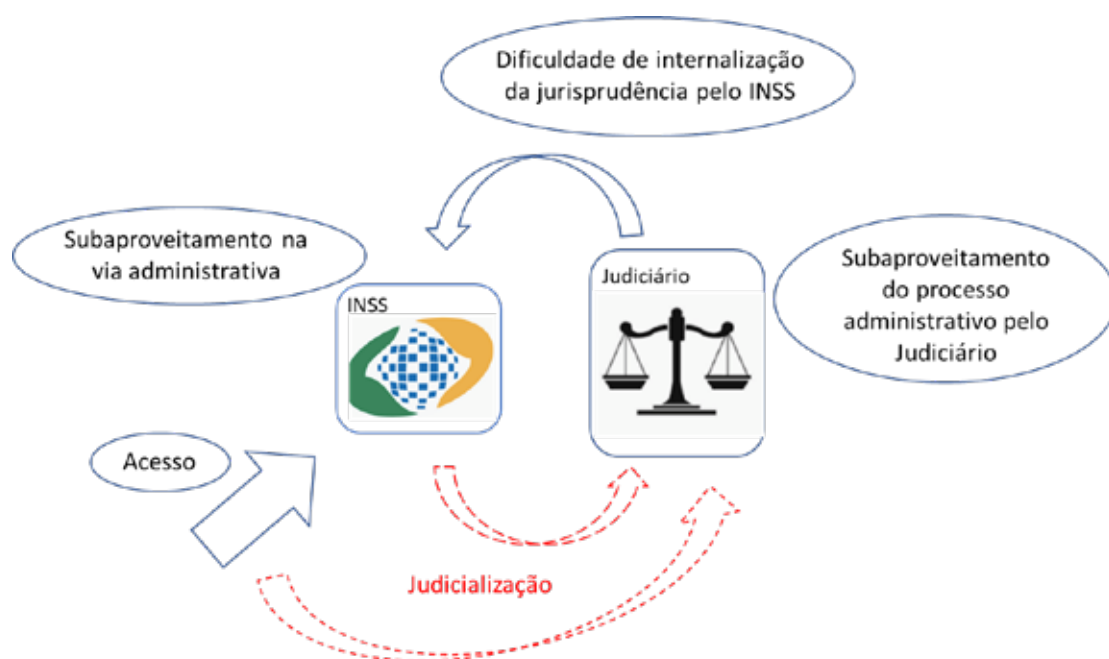 Dificuldade de internalização
da jurisprudência pelo INSS
Subaproveitamento na
via administrativa
INSS
Judiciário
Subaproveitamento
do processo
administrativo pelo
Judiciário
Acesso
Judicialização